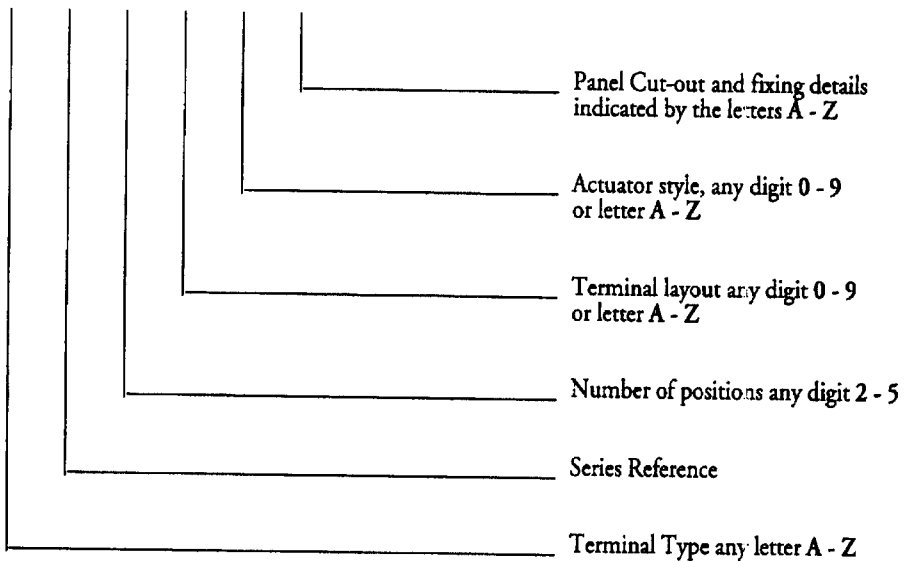 Panel Cut-out and fixing details
indicated by the letters A - Z
Actuator style, any digit 0 - 9
or letter A - Z
Terminal layout any digit 0 - 9
or letter A - Z
Number of positions any digit 2 - 5
Series Reference
Terminal Type any letter A - Z